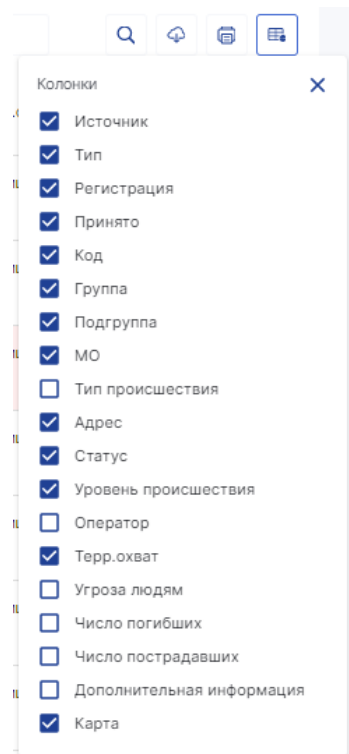 Колонки
Источник
Тип
Регистрация
Принято
Код
Группа
Подгруппа
МО
Тип происшествия
Адрес
Статус
Уровень происшествия
Оператор
Терр.охват
Угроза людям
Число погибших
Число пострадавших
Дополнительная информация
Карта